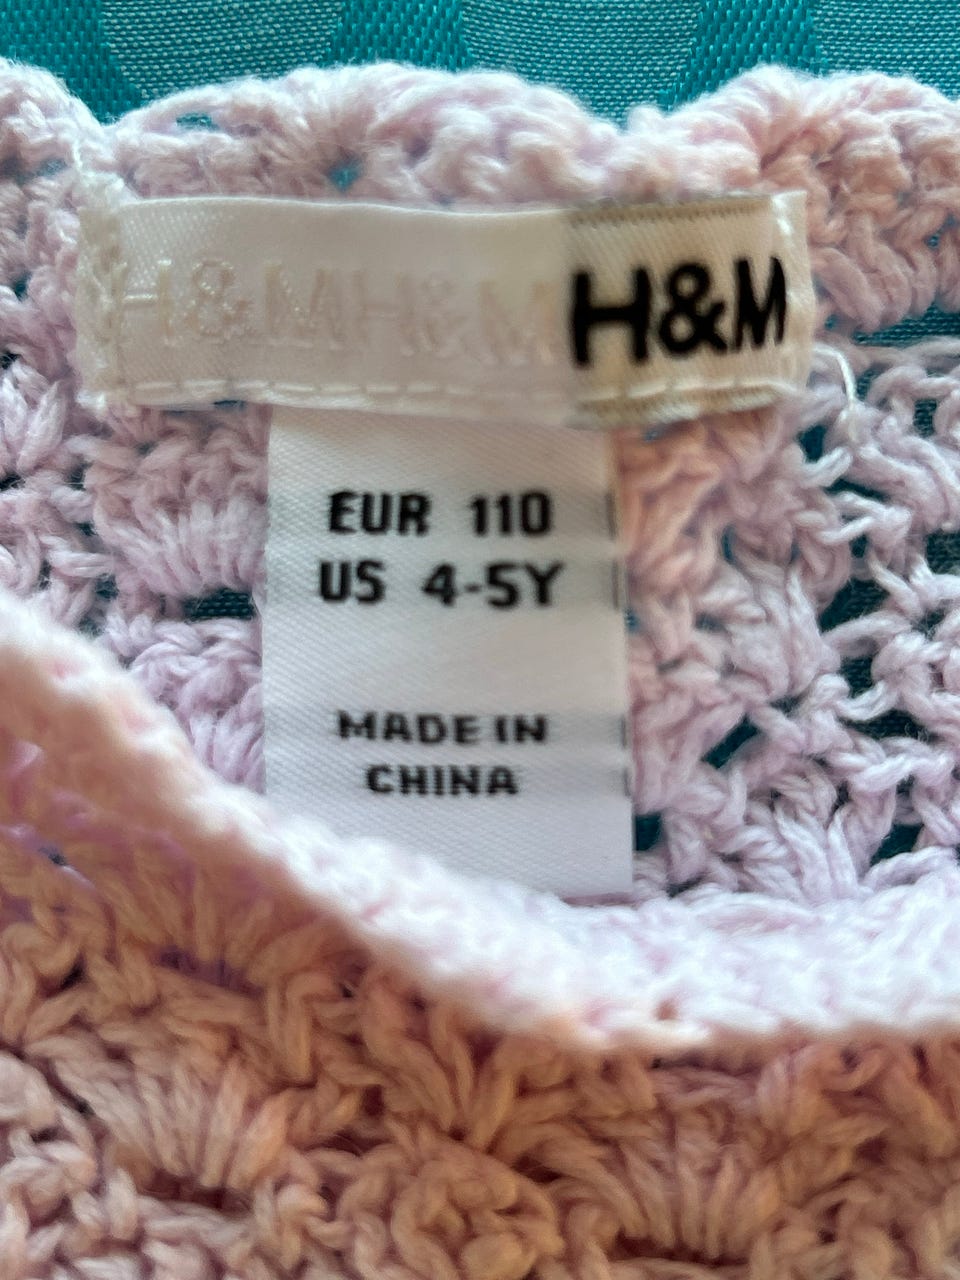 H&MH&M H&M
EUR 110
US 4-5Y
MADE IN
CHINA